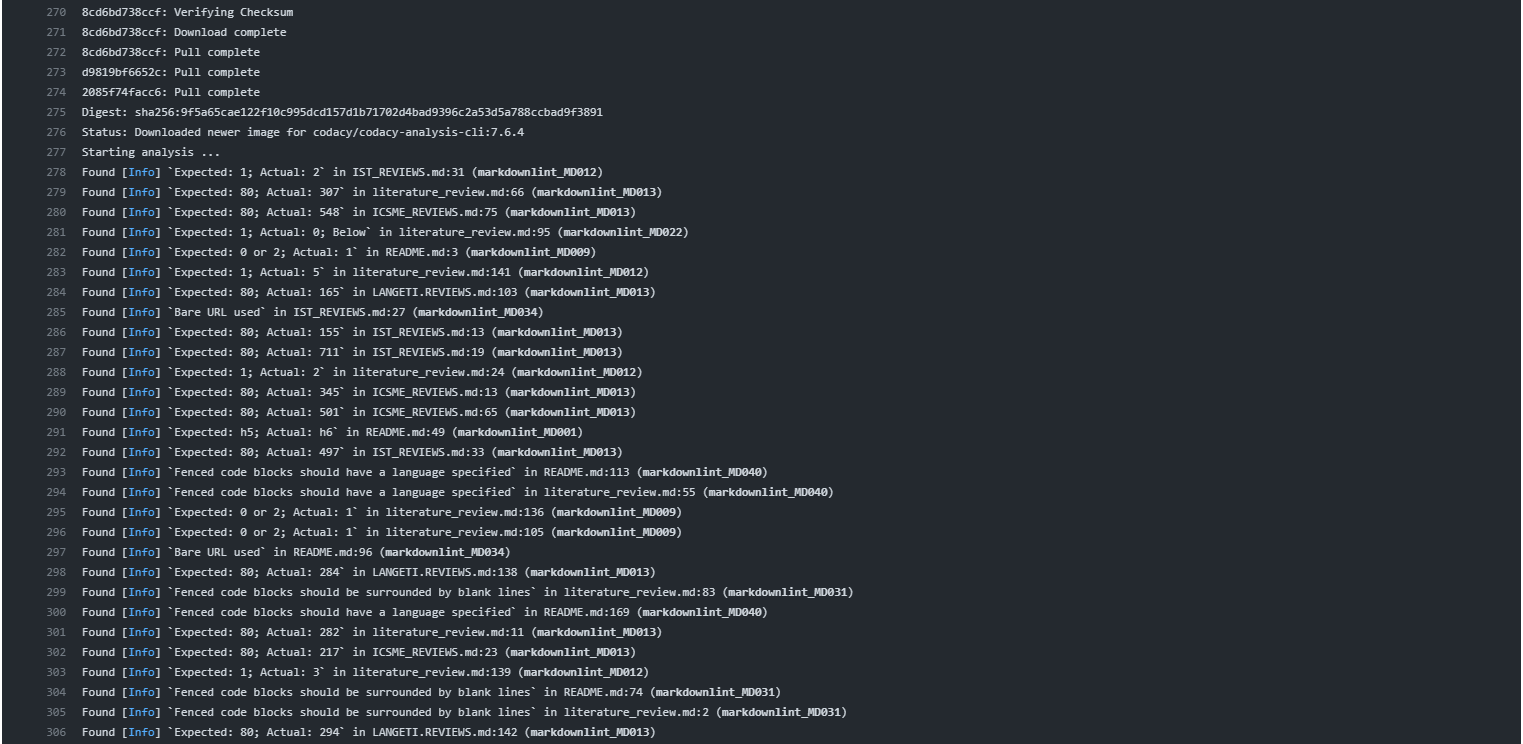 270 8cd6bd738ccf: Verifying Checksum
271 8cd6bd738ccf: Download complete
272 8cd6bd738ccf: Pull complete
273 d9819bf6652c: Pull complete
274 2085f74facc6: Pull complete
275 Digest: sha256:9f5a65cae122f10c995dcd157d1b71702d4bad9396c2a53d5a788ccbad9f3891
276 Status: Downloaded newer image for codacy/codacy-analysis-cli:7.6.4
277 Starting analysis ...
278 Found [Info] `Expected: 1; Actual: 2` in IST_REVIEWS.md:31 (markdownlint_MD012)
279 Found [Info] `Expected: 80; Actual: 307` in literature_review.md:66 (markdownlint_MD013)
280 Found [Info] `Expected: 80; Actual: 548` in ICSME_REVIEWS.md:75 (markdownlint_MD013)
281 Found [Info] `Expected: 1; Actual: 0; Below` in literature_review.md:95 (markdownlint_MD022)
282 Found [Info] `Expected: 0 or 2; Actual: 1` in README.md:3 (markdownlint_MD009)
283 Found [Info] `Expected: 1; Actual: 5` in literature_review.md:141 (markdownlint_MD012)
284 Found [Info] `Expected: 80; Actual: 165` in LANGETI.REVIEWS.md:103 (markdownlint_MD013)
285 Found [Info] `Bare URL used` in IST_REVIEWS.md:27 (markdownlint_MD034)
286 Found [Info] `Expected: 80; Actual: 155` in IST_REVIEWS.md:13 (markdownlint_MD013)
287 Found [Info] `Expected: 80; Actual: 711` in IST_REVIEWS.md:19 (markdownlint_MD013)
288 Found [Info] `Expected: 1; Actual: 2` in literature_review.md:24 (markdownlint_MD012)
289 Found [Info] `Expected: 80; Actual: 345` in ICSME_REVIEWS.md:13 (markdownlint_MD013)
290 Found [Info] `Expected: 80; Actual: 501` in ICSME_REVIEWS.md:65 (markdownlint_MD013)
291 Found [Info] `Expected: h5; Actual: h6` in README.md:49 (markdownlint_MD001)
292 Found [Info] `Expected: 80; Actual: 497` in IST_REVIEWS.md:33 (markdownlint_MD013)
293 Found [Info] `Fenced code blocks should have a language specified` in README.md:113 (markdownlint_MD040)
294 Found [Info] `Fenced code blocks should have a language specified` in literature_review.md:55 (markdownlint_MD040)
295 Found [Info] `Expected: 0 or 2; Actual: 1` in literature_review.md:136 (markdownlint_MD009)
296 Found [Info] `Expected: 0 or 2; Actual: 1` in literature_review.md:105 (markdownlint_MD009)
297 Found [Info] `Bare URL used` in README.md:96 (markdownlint_MD034)
298 Found [Info] `Expected: 80; Actual: 284` in LANGETI.REVIEWS.md:138 (markdownlint_MD013)
299 Found [Info] `Fenced code blocks should be surrounded by blank lines` in literature_review.md:83 (markdownlint_MD031)
300 Found [Info] `Fenced code blocks should have a language specified` in README.md:169 (markdownlint_MD040)
301 Found [Info] `Expected: 80; Actual: 282` in literature_review.md:11 (markdownlint_MD013)
302 Found [Info] `Expected: 80; Actual: 217` in ICSME_REVIEWS.md:23 (markdownlint_MD013)
303 Found [Info] `Expected: 1; Actual: 3` in literature_review.md:139 (markdownlint_MD012)
304 Found [Info] `Fenced code blocks should be surrounded by blank lines` in README.md:74 (markdownlint_MD031)
305 Found [Info] `Fenced code blocks should be surrounded by blank lines` in literature_review.md:2 (markdownlint_MD031)
306 Found [Info] `Expected: 80; Actual: 294` in LANGETI.REVIEWS.md:142 (markdownlint_MD013)